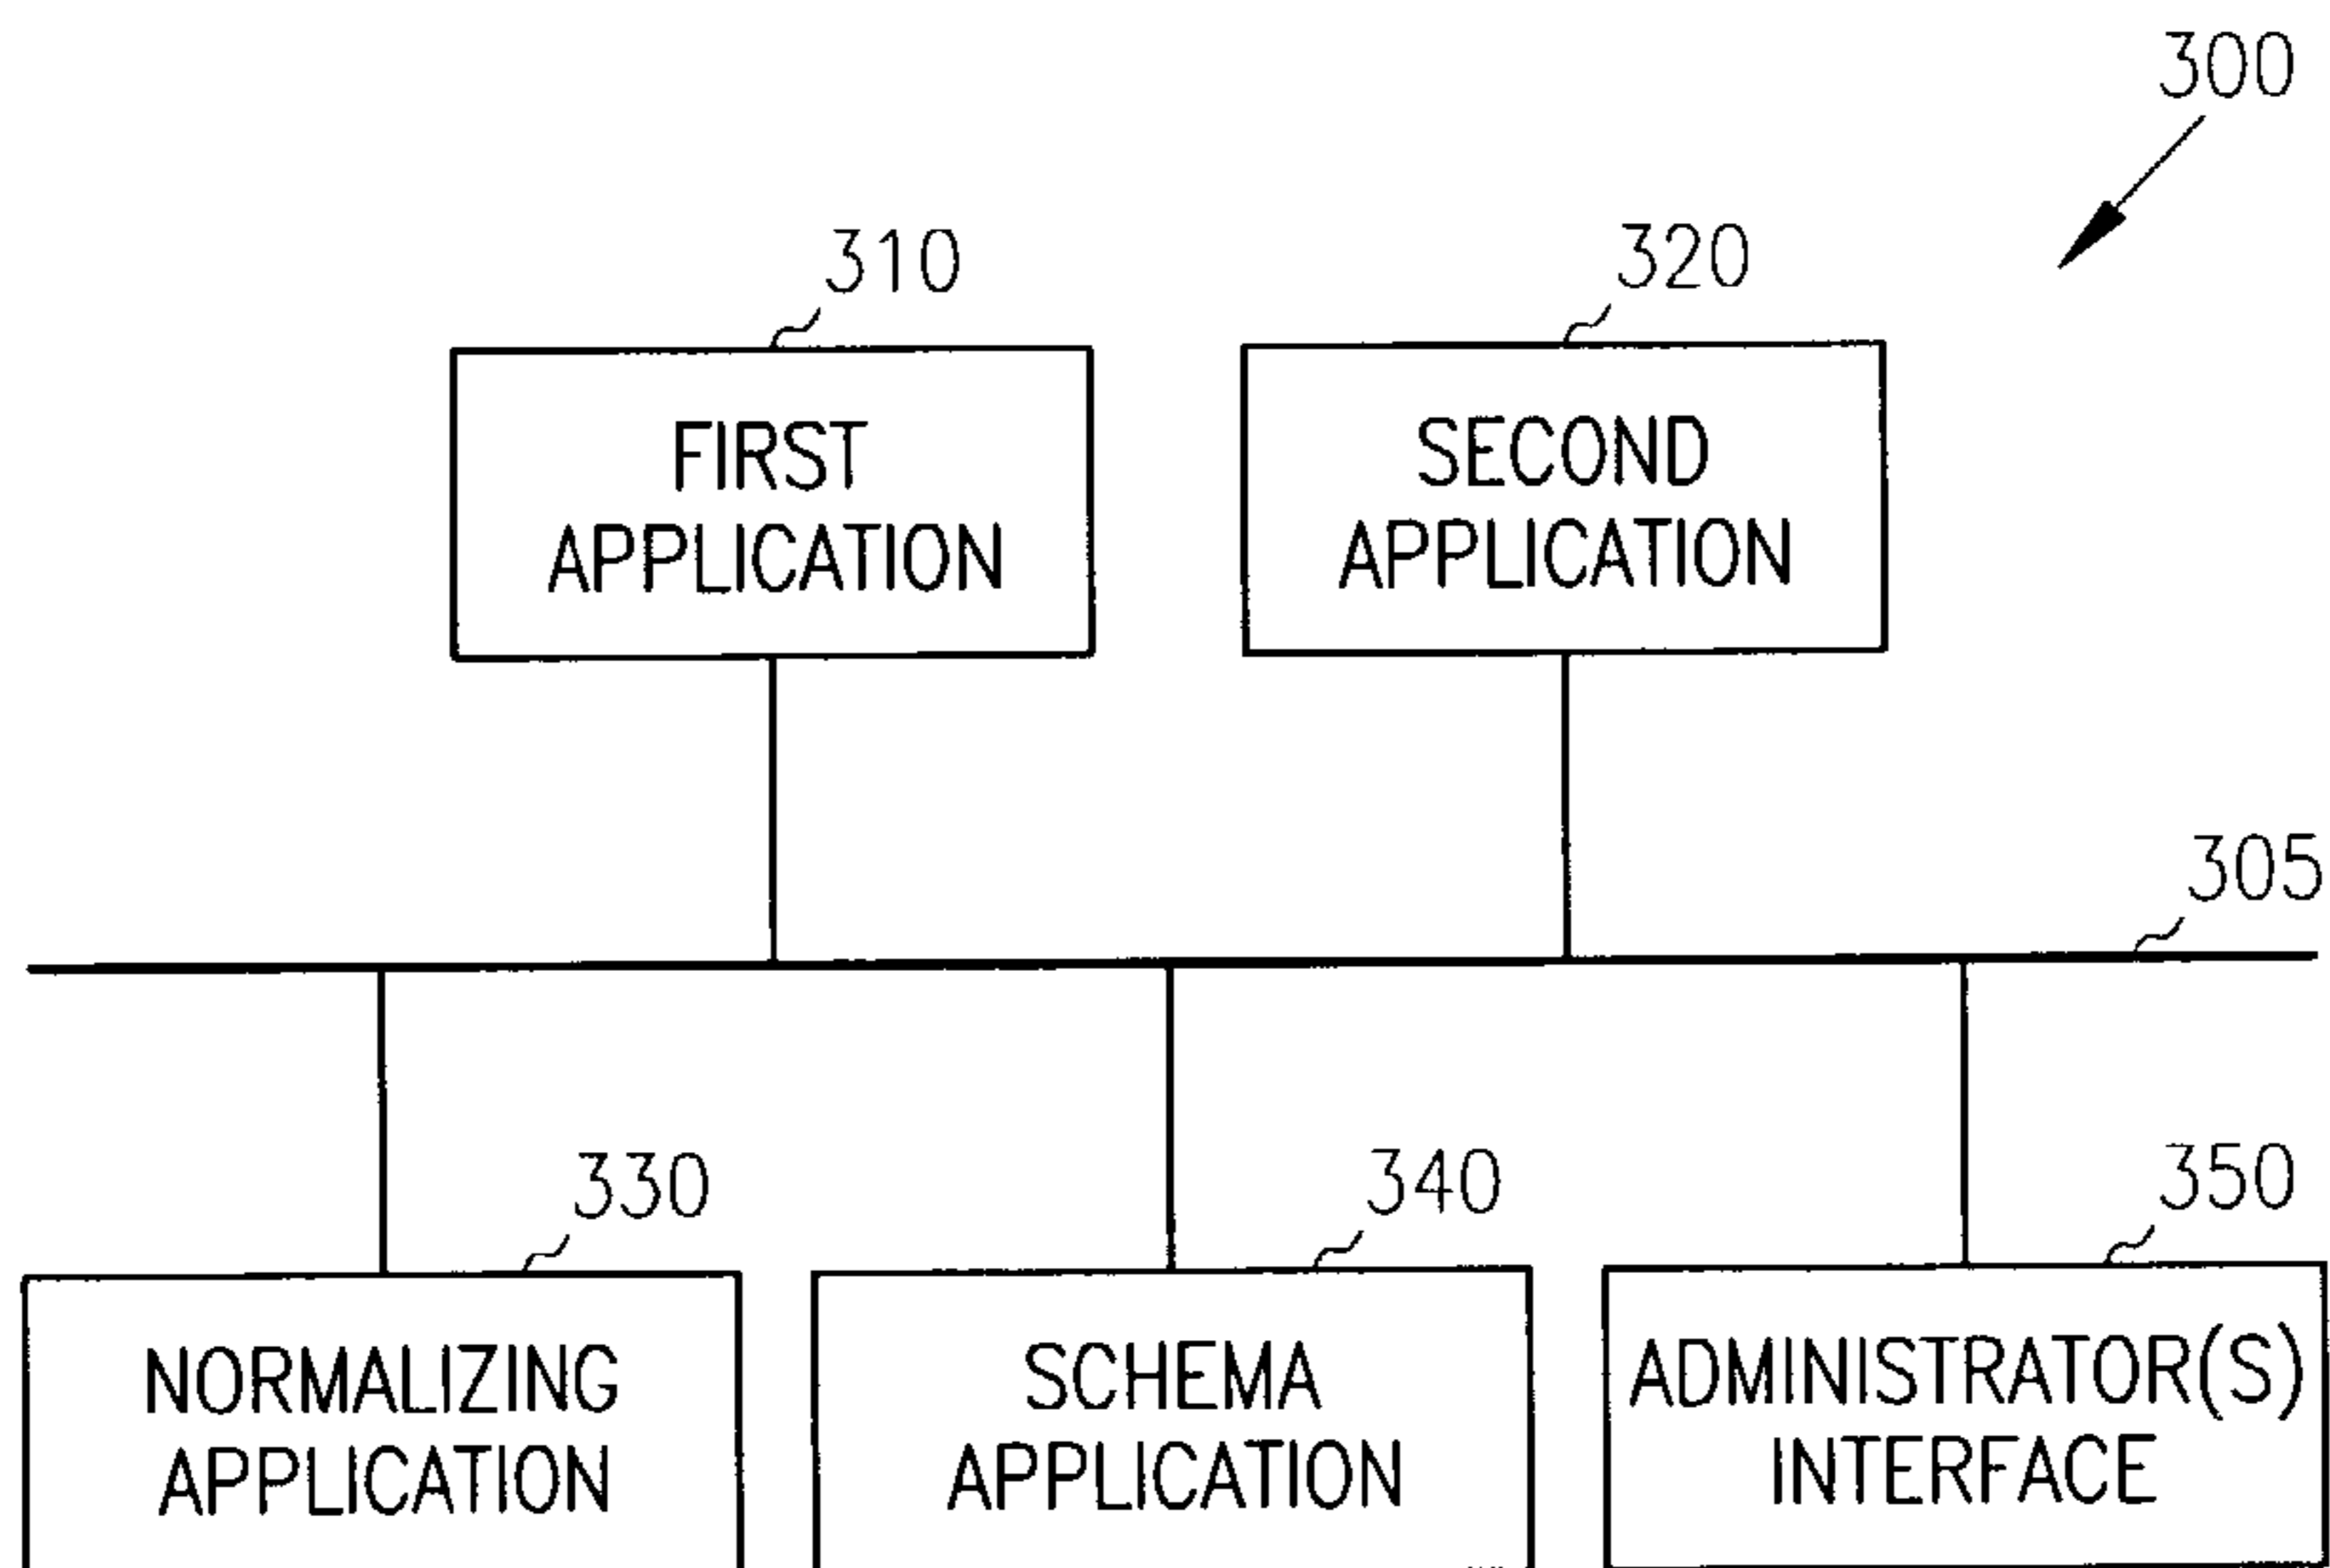 300
310
320
FIRST
APPLICATION
SECOND
APPLICATION
305
330
340
350
NORMALIZING
APPLICATION
SCHEMA
APPLICATION
ADMINISTRATOR(S)
INTERFACE